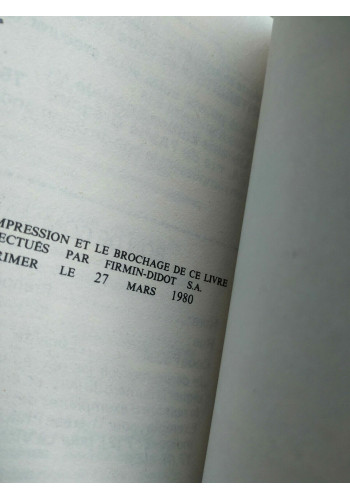 MPRESSION ET LE BROCHAGE DE CE LIVRE
ECTUÉS PAR FIRMIN-DIDOT S.A.
RIMER LE 27 MARS 1980